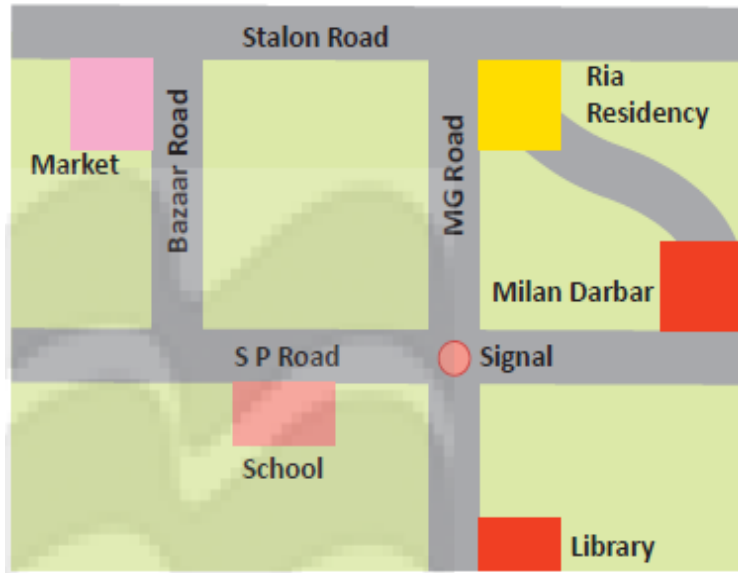 Stalon Road
Ria
Residency
Market
Bazaar Road
MG Road
Milan Darbar
S P Road
Signal
School
Library